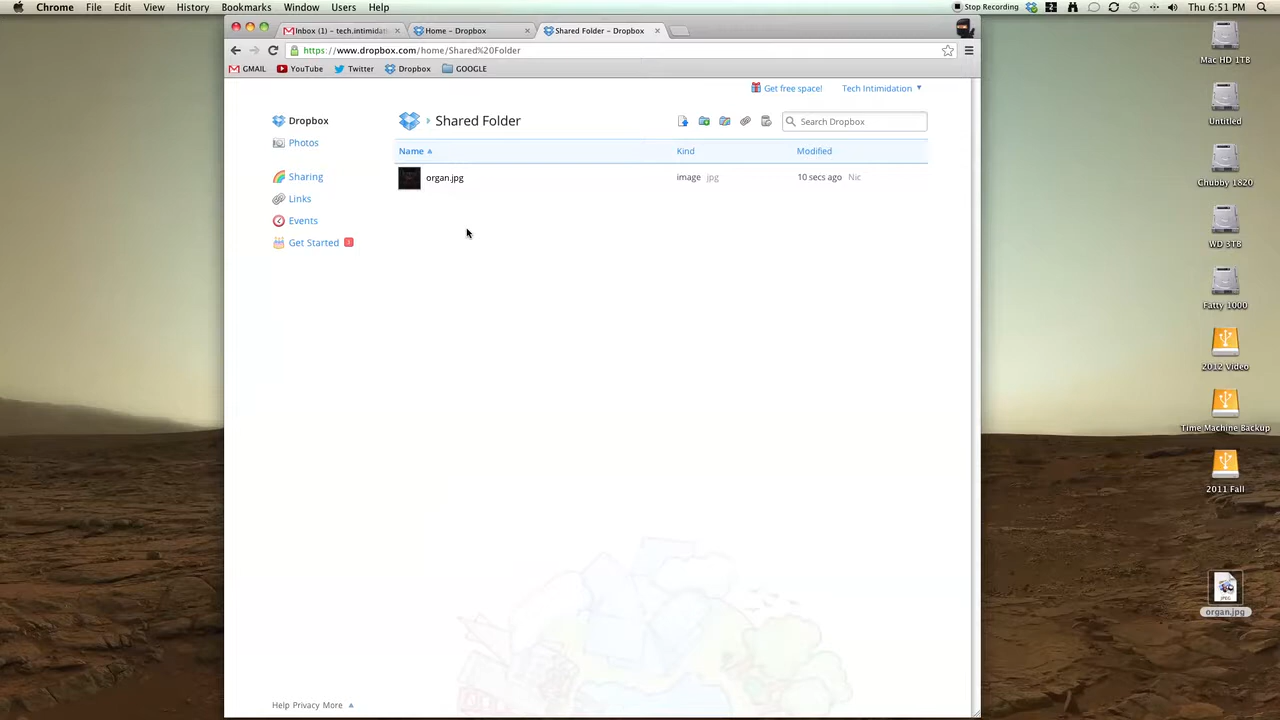 Chrome File Edit View History Bookmarks Window Users Help Stop Recording Thu 6:51 PM
Inbox (1) – tech.intimidat Home – Dropbox Shared Folder – Dropbox
https://www.dropbox.com/home/Shared%20Folder
GMAIL YouTube Twitter Dropbox GOOGLE
Get free space! Tech Intimidation
Dropbox
Photos
Sharing
Links
Events
Get Started
Shared Folder
Search Dropbox
Name Kind Modified
organ.jpg image jpg 10 secs ago Nic
Help Privacy More
Mac HD 1TB
Untitled
Chubby 1820
WD 3TB
Fatty 1000
2012 Video
Time Machine Backup
2011 Fall
JPEG
organ.jpg